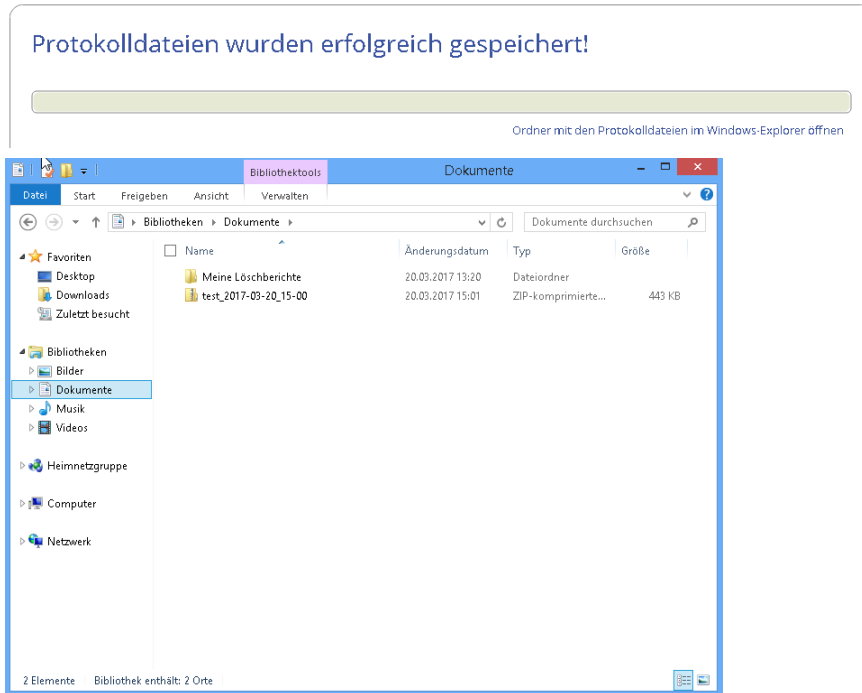 Protokolldateien wurden erfolgreich gespeichert!
Ordner mit den Protokolldateien im Windows-Explorer öffnen
Bibliothektools
Dokumente
Datei
Start
Freigeben
Ansicht
Verwalten
Bibliotheken
Dokumente
Dokumente durchsuchen
Favoriten
Desktop
Downloads
Zuletzt besucht
Bibliotheken
Bilder
Dokumente
Musik
Videos
Heimnetzgruppe
Computer
Netzwerk
Name Änderungsdatum Typ Größe
Meine Löschberichte 20.03.2017 13:20 Dateiordner
test_2017-03-20_15-00 20.03.2017 15:01 ZIP-komprimierte... 443 KB
2 Elemente Bibliothek enthält: 2 Orte